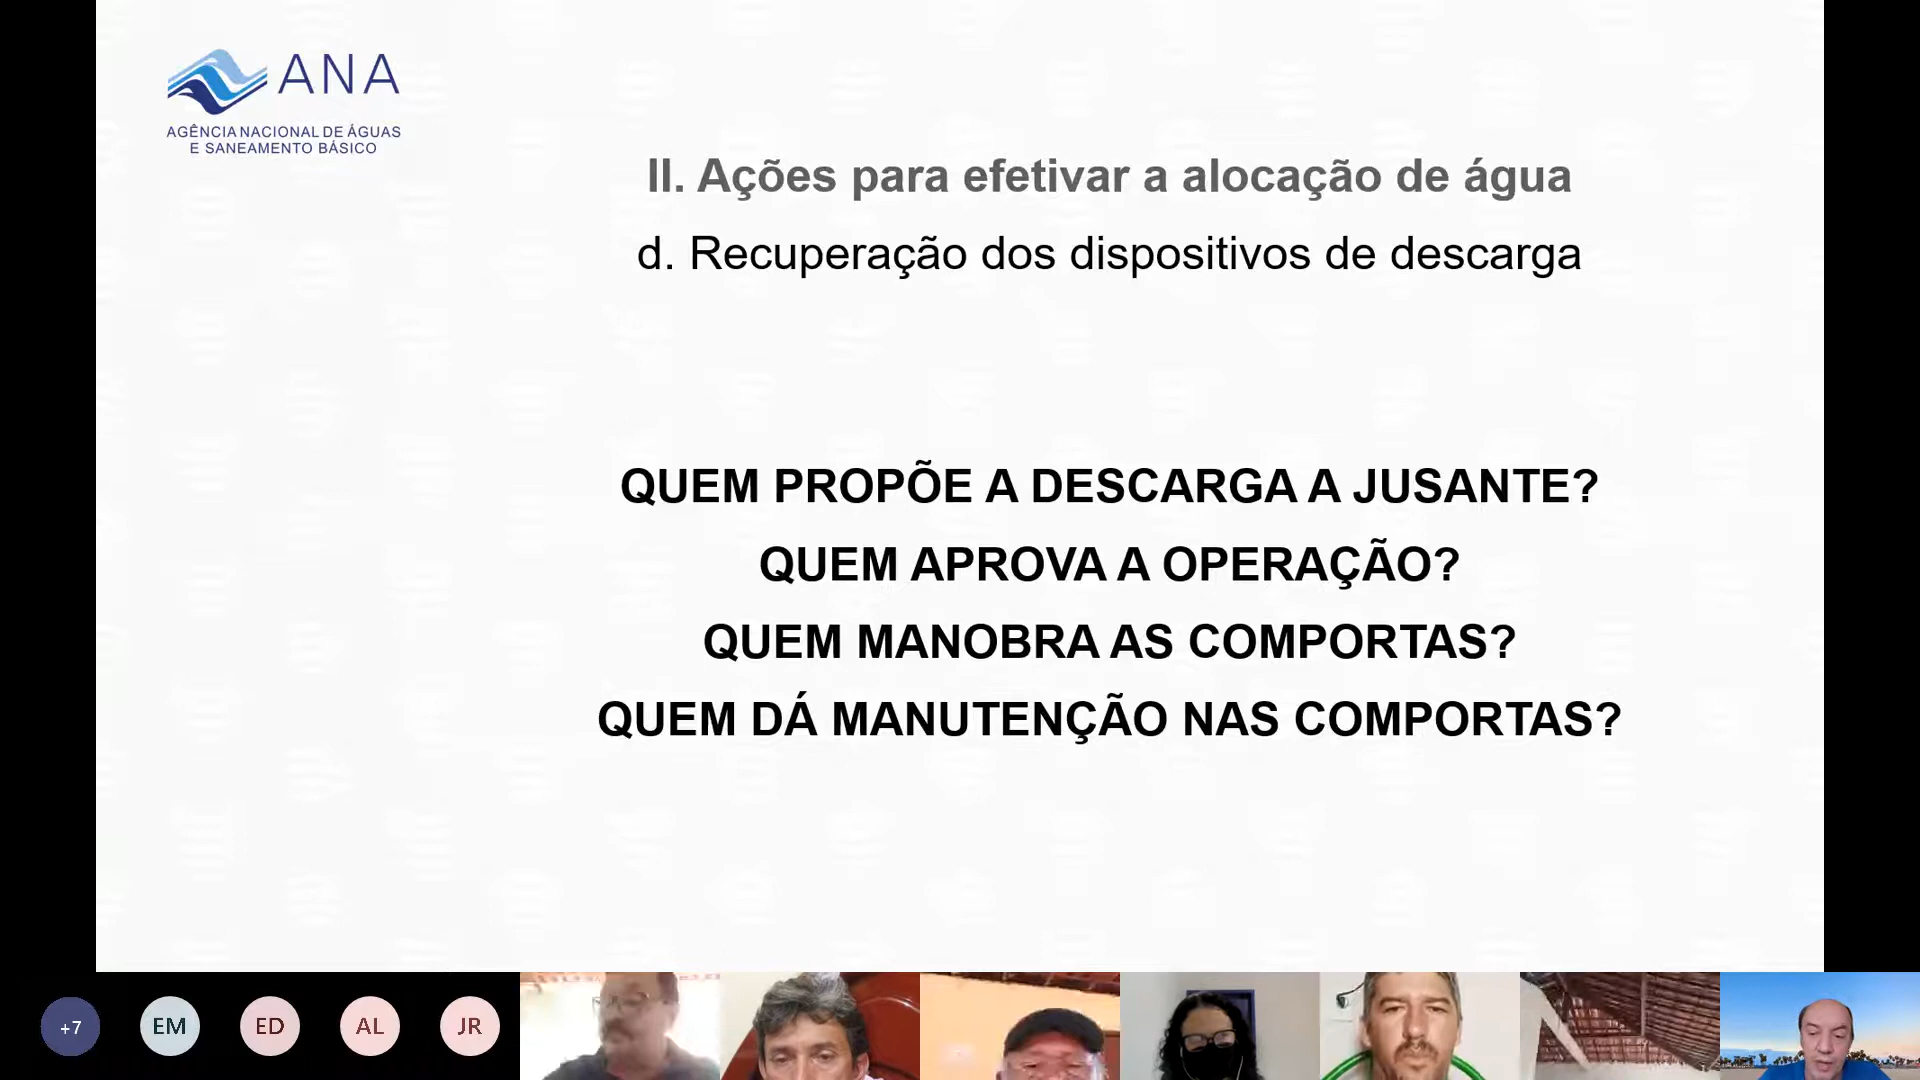 ANA
AGÊNCIA NACIONAL DE ÁGUAS
E SANEAMENTO BÁSICO
II. Ações para efetivar a alocação de água
d. Recuperação dos dispositivos de descarga
QUEM PROPÕE A DESCARGA A JUSANTE?
QUEM APROVA A OPERAÇÃO?
QUEM MANOBRA AS COMPORTAS?
QUEM DÁ MANUTENÇÃO NAS COMPORTAS?
+7 EM ED AL JR